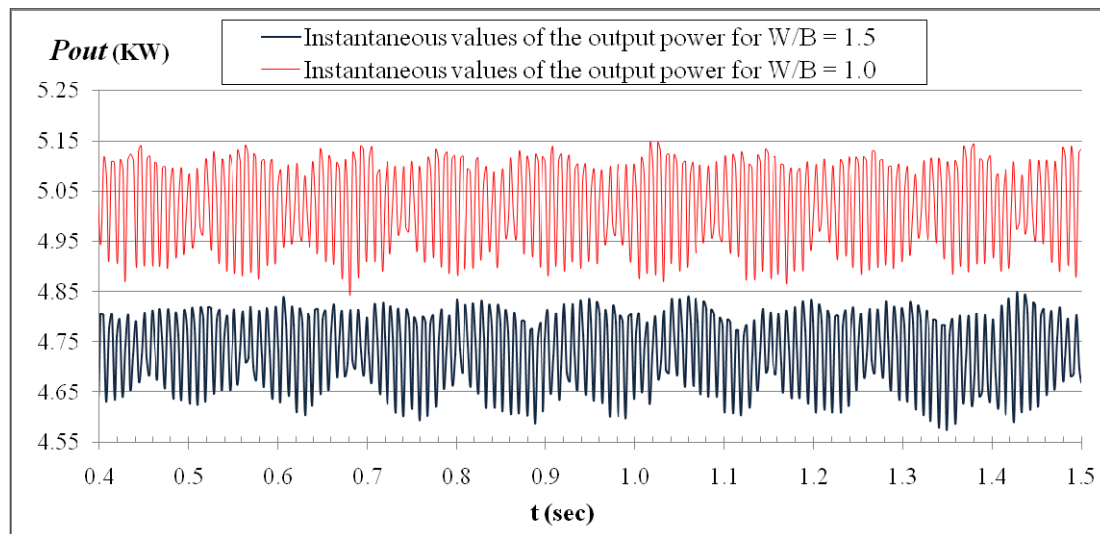 Pout (KW)
Instantaneous values of the output power for W/B = 1.5
Instantaneous values of the output power for W/B = 1.0
5.25
5.15
5.05
4.95
4.85
4.75
4.65
4.55
0.4 0.5 0.6 0.7 0.8 0.9 1.0 1.1 1.2 1.3 1.4 1.5
t (sec)